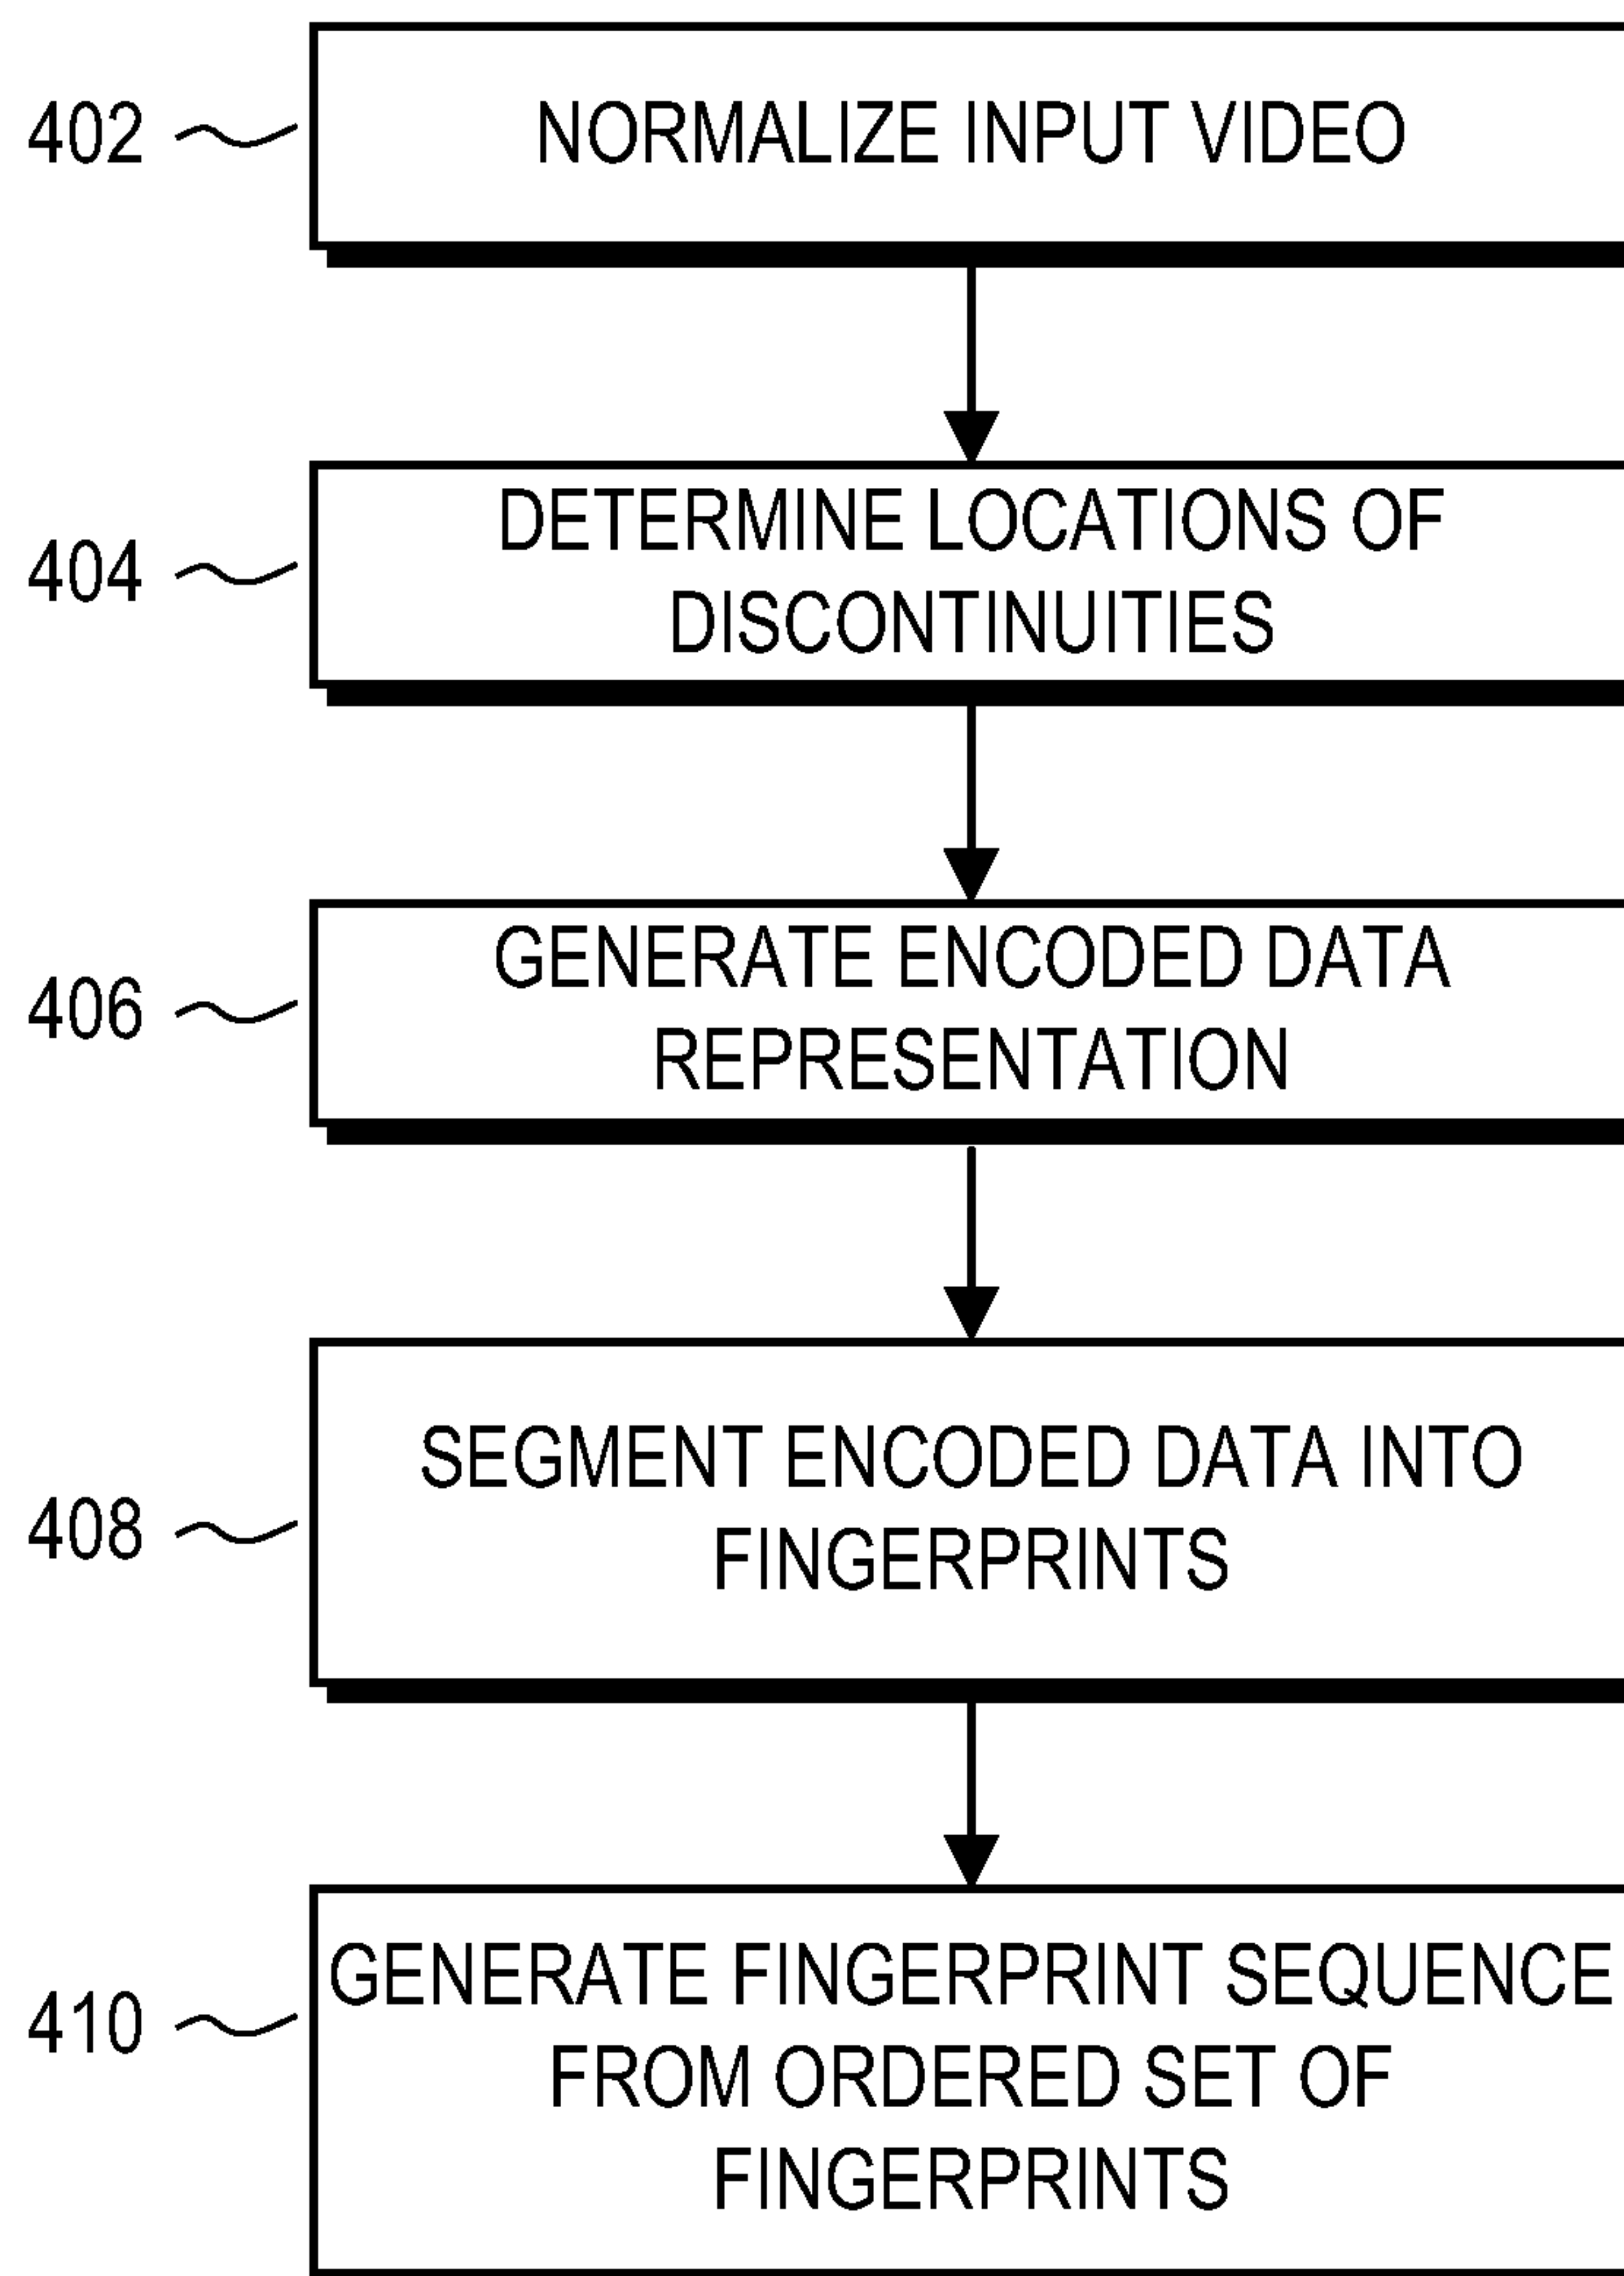 402
NORMALIZE INPUT VIDEO
404
DETERMINE LOCATIONS OF
DISCONTINUITIES
406
GENERATE ENCODED DATA
REPRESENTATION
408
SEGMENT ENCODED DATA INTO
FINGERPRINTS
410
GENERATE FINGERPRINT SEQUENCE
FROM ORDERED SET OF
FINGERPRINTS